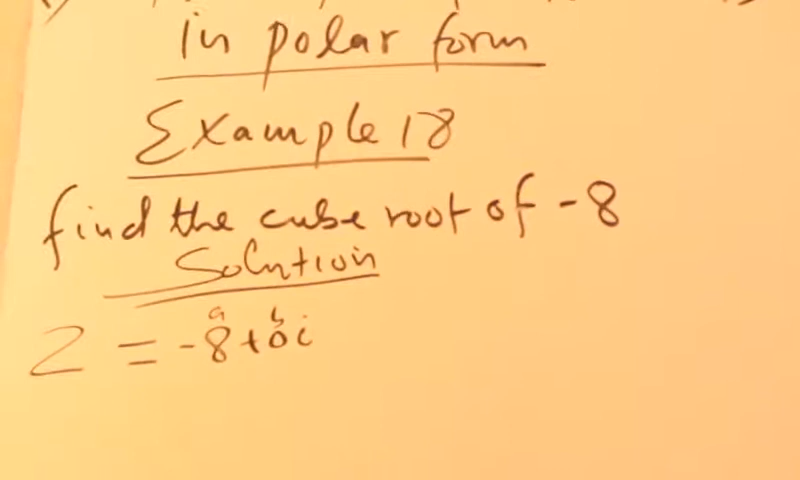 in polar form
Example 18
find the cube root of -8
Solution
a b
Z = -8+0i